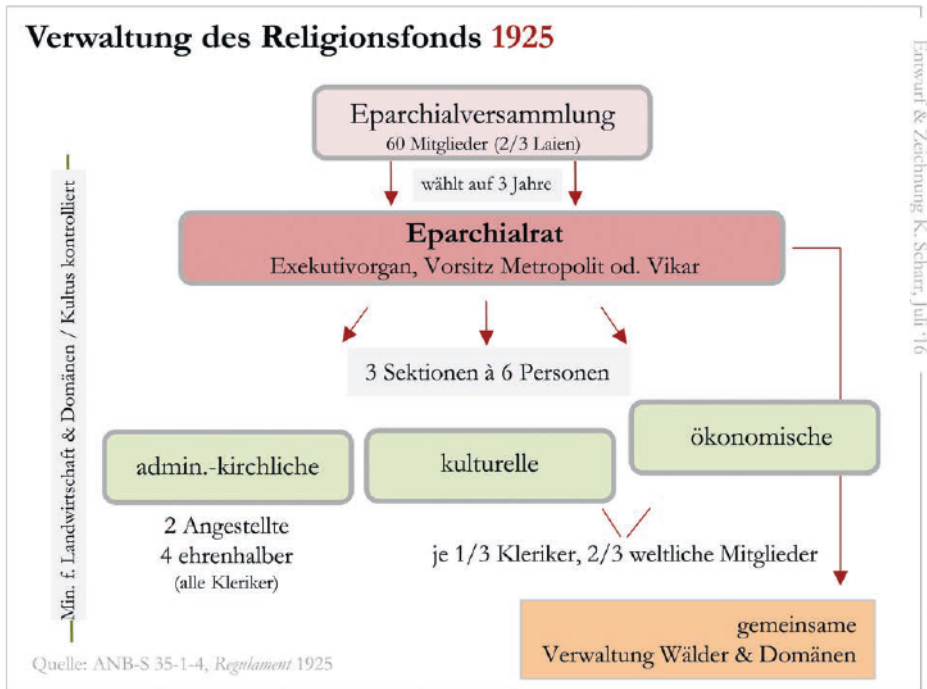 Verwaltung des Religionsfonds 1925
Eparchialversammlung
60 Mitglieder (2/3 Laien)
wählt auf 3 Jahre
Eparchialrat
Exekutivorgan, Vorsitz Metropolit od. Vikar
3 Sektionen à 6 Personen
admin.-kirchliche
kulturelle
ökonomische
2 Angestellte
4 ehrenhalber
(alle Kleriker)
je 1/3 Kleriker, 2/3 weltliche Mitglieder
gemeinsame
Verwaltung Wälder & Domänen
Min. f. Landwirtschaft & Domänen / Kultus kontrolliert
Quelle: ANB-S 35-1-4, Regulament 1925
Entwurf & Zeichnung K. Scharr, Juli '16